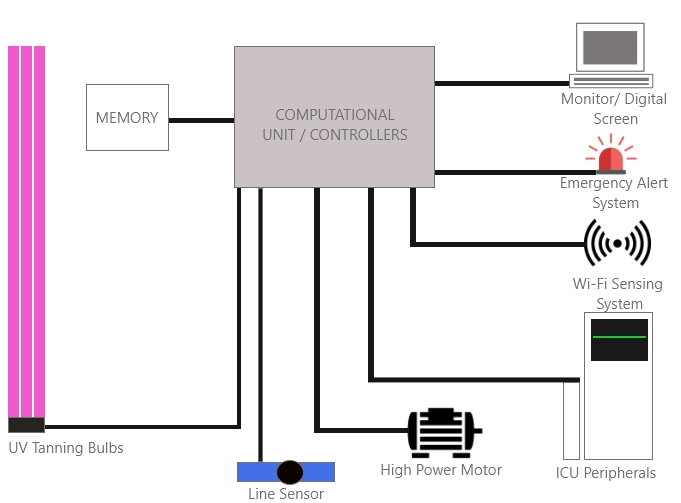 MEMORY
COMPUTATIONAL
UNIT / CONTROLLERS
Monitor/ Digital
Screen
Emergency Alert
System
Wi-Fi Sensing
System
UV Tanning Bulbs
Line Sensor
High Power Motor
ICU Peripherals